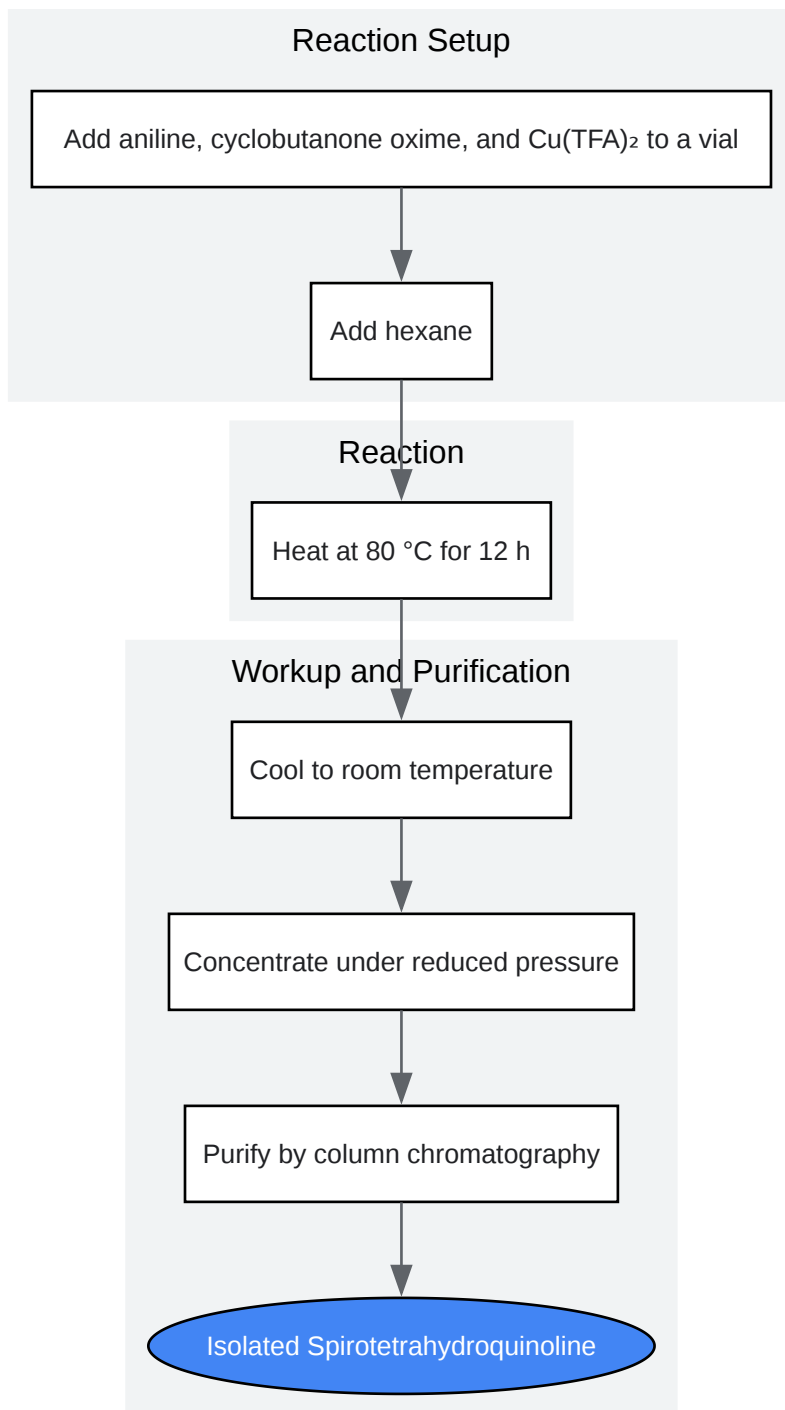 Reaction Setup
Add aniline, cyclobutanone oxime, and Cu(TFA)₂ to a vial
Add hexane
Reaction
Heat at 80 °C for 12 h
Workup and Purification
Cool to room temperature
Concentrate under reduced pressure
Purify by column chromatography
Isolated Spirotetrahydroquinoline